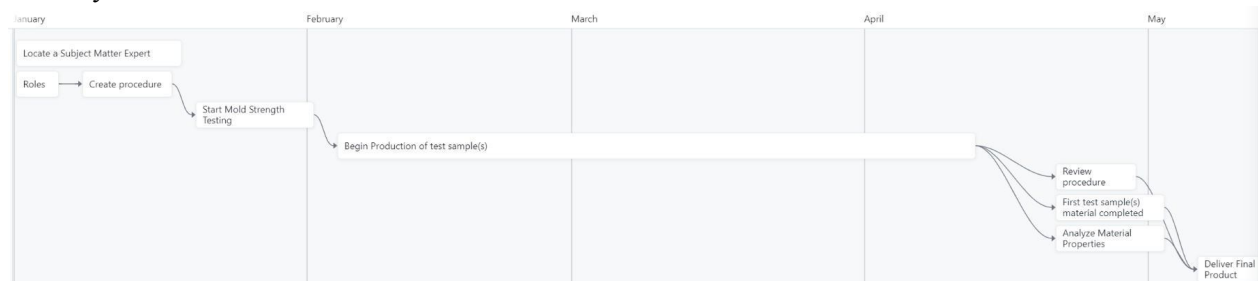 January
February
March
April
May
Locate a Subject Matter Expert
Roles
Create procedure
Start Mold Strength
Testing
Begin Production of test sample(s)
Review
procedure
First test sample(s)
material completed
Analyze Material
Properties
Deliver Final
Product